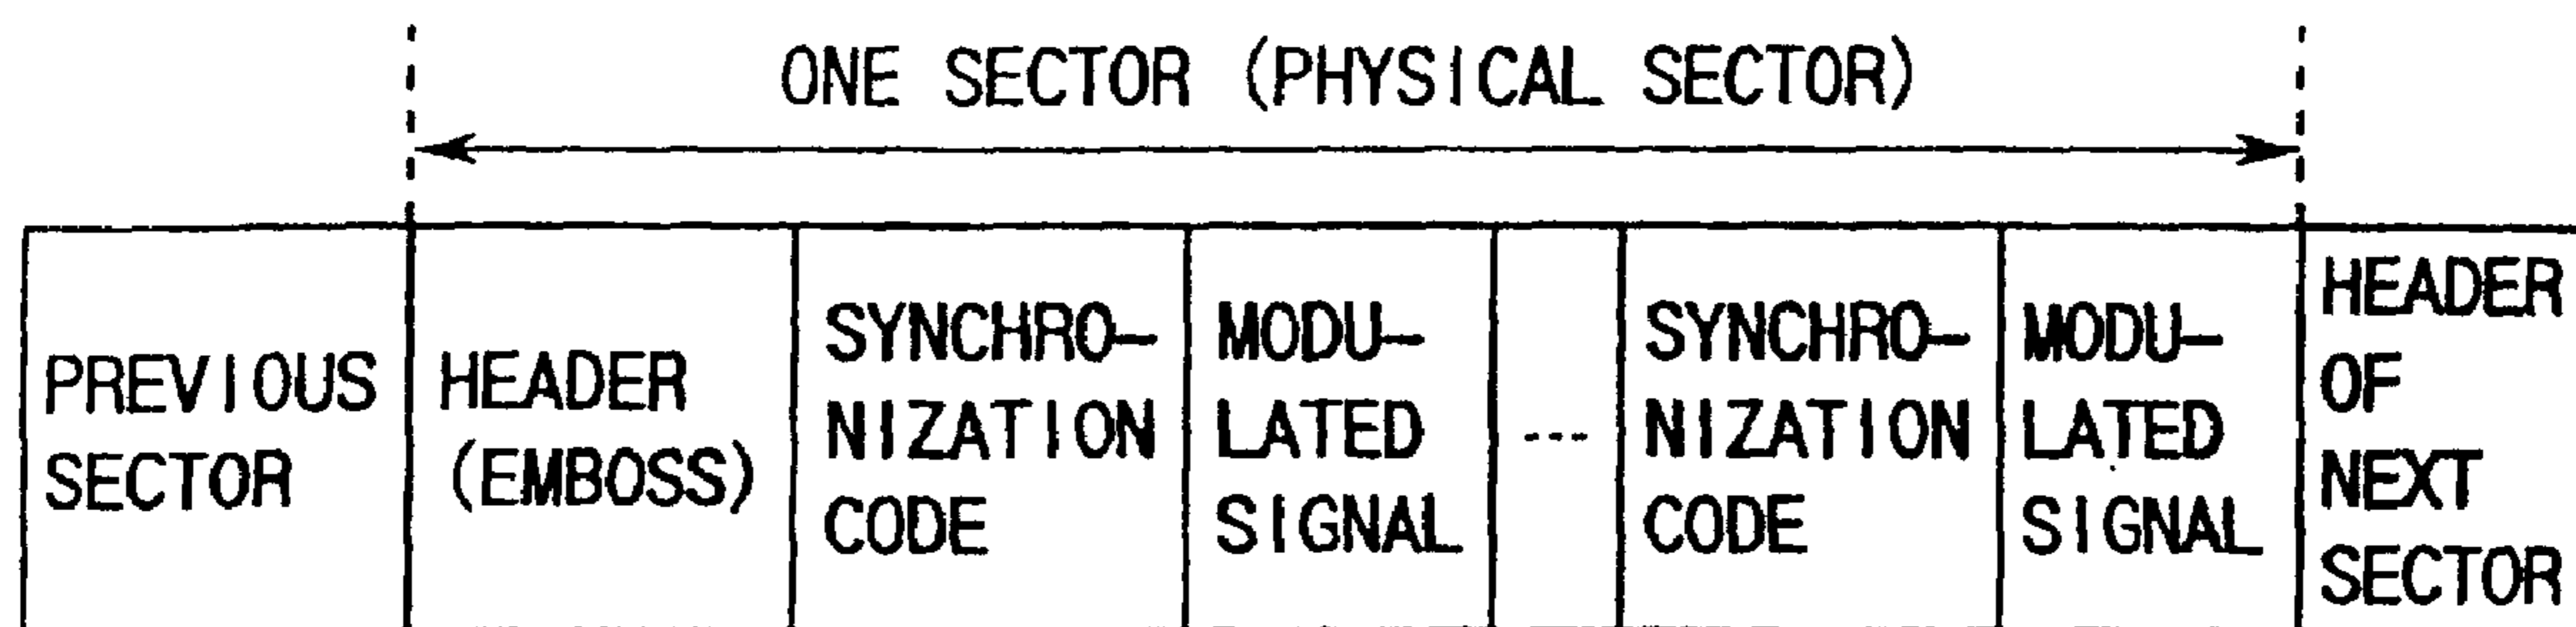 ONE SECTOR (PHYSICAL SECTOR)
PREVIOUS
SECTOR
HEADER
(EMBOSS)
SYNCHRO-
NIZATION
CODE
MODU-
LATED
SIGNAL
---
SYNCHRO-
NIZATION
CODE
MODU-
LATED
SIGNAL
HEADER
OF
NEXT
SECTOR